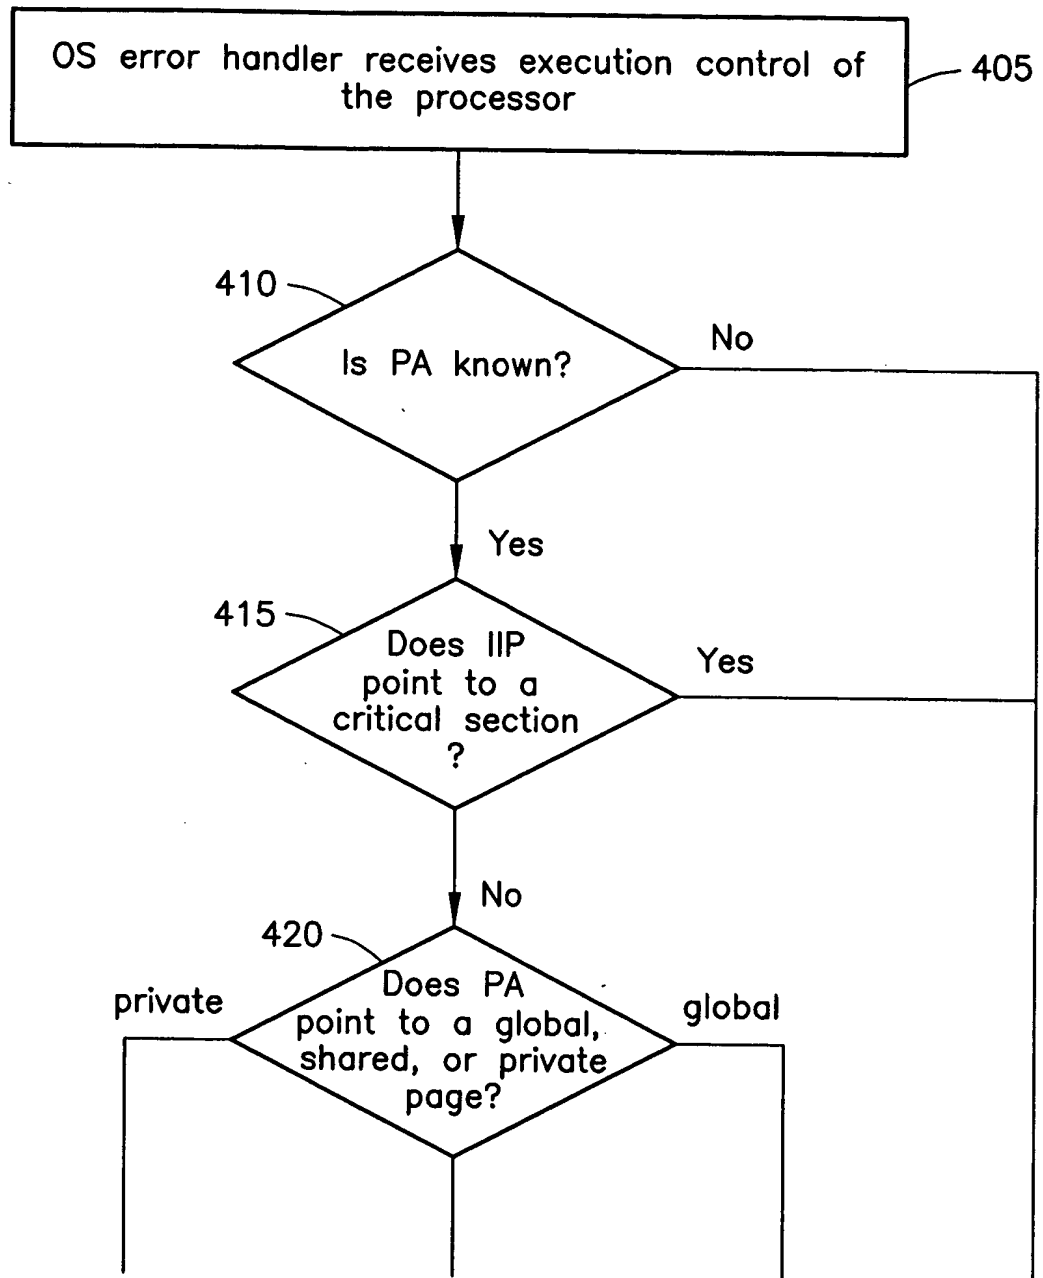 OS error handler receives execution control of
the processor
405
410
Is PA known?
No
Yes
415
Does IIP
point to a
critical section
?
Yes
No
420
Does PA
point to a global,
shared, or private
page?
private
global